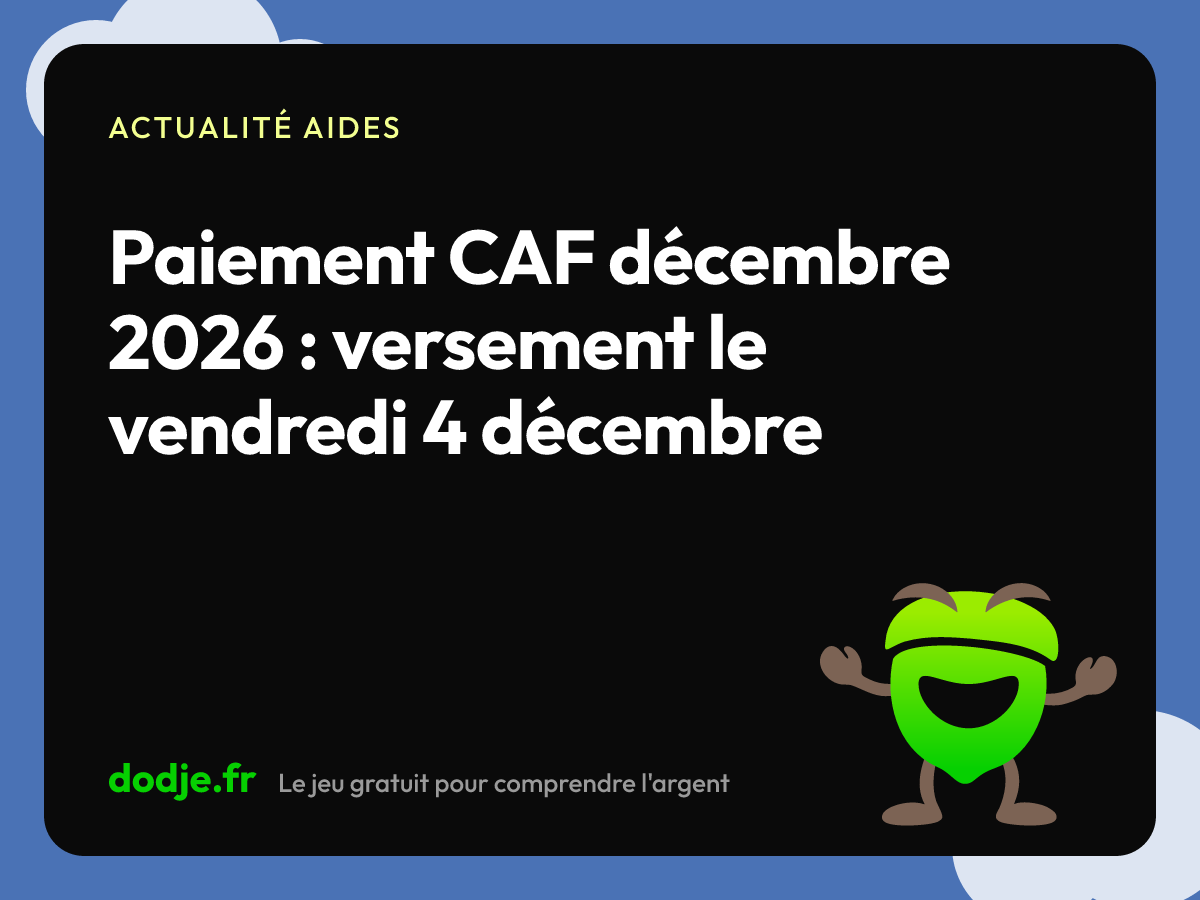 ACTUALITÉ AIDES
Paiement CAF décembre
2026 : versement le
vendredi 4 décembre
dodje.fr Le jeu gratuit pour comprendre l'argent